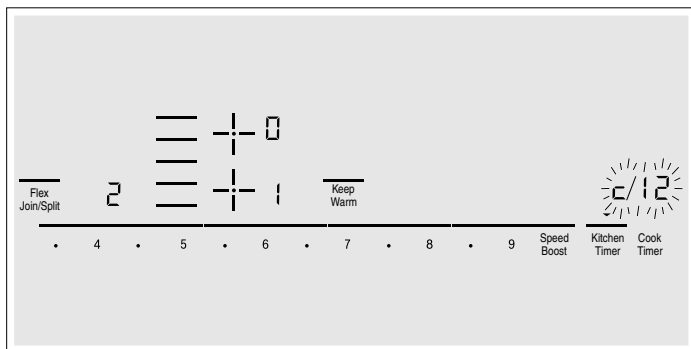 0
2
1
Flex
Join/Split
Keep
Warm
c/12
. 4 . 5 . 6 . 7 . 8 . 9
Speed
Boost
Kitchen
Timer
Cook
Timer